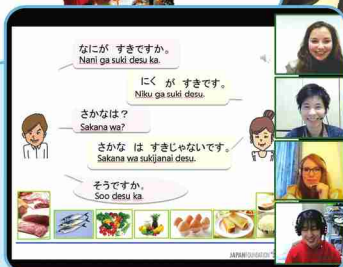 なにが すきですか。
Nani ga suki desu ka.
にく が すきです。
Niku ga suki desu.
さかなは？
Sakana wa?
さかな は すきじゃないです。
Sakana wa sukijanai desu.
そうですか。
Soo desu ka.
JAPANFOUNDATION